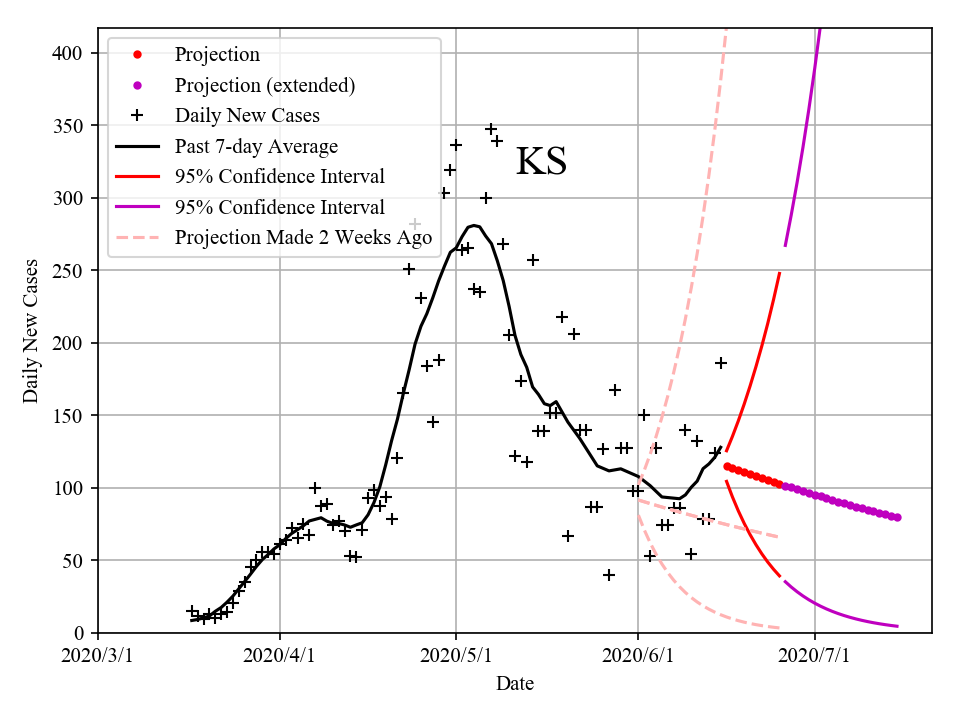 400
350
300
250
200
150
100
50
0
Daily New Cases
Projection
Projection (extended)
Daily New Cases
Past 7-day Average
95% Confidence Interval
95% Confidence Interval
Projection Made 2 Weeks Ago
KS
2020/3/1
2020/4/1
2020/5/1
2020/6/1
2020/7/1
Date